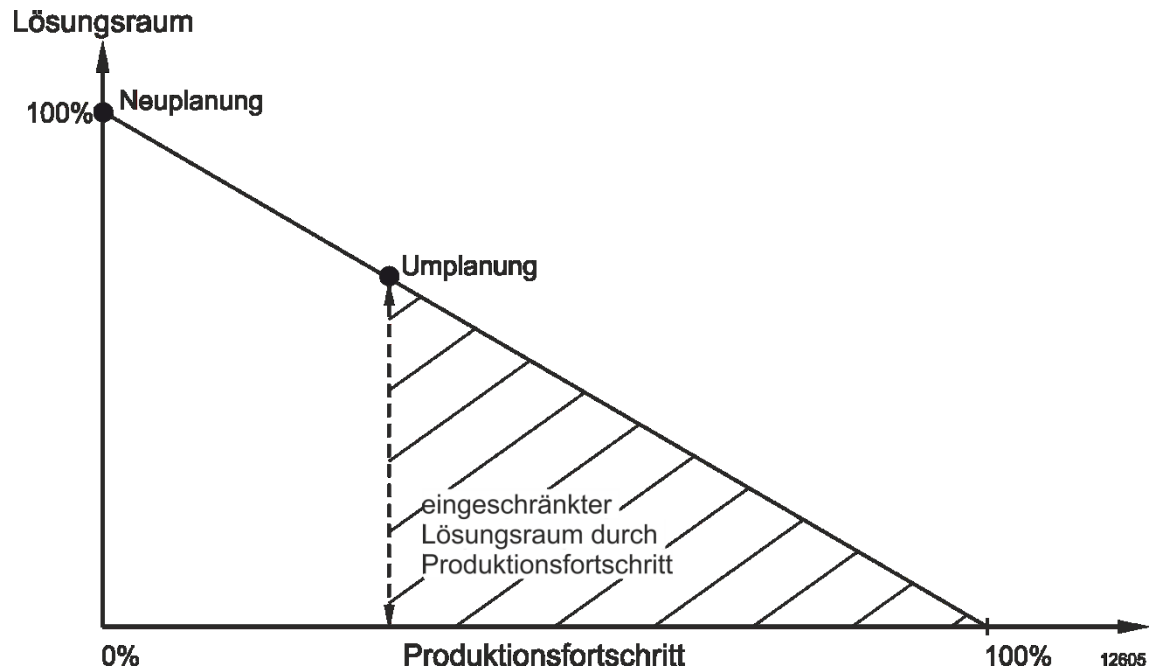 Lösungsraum
100%
Neuplanung
Umplanung
eingeschränkter
Lösungsraum durch
Produktionsfortschritt
0%
Produktionsfortschritt
100%
12605